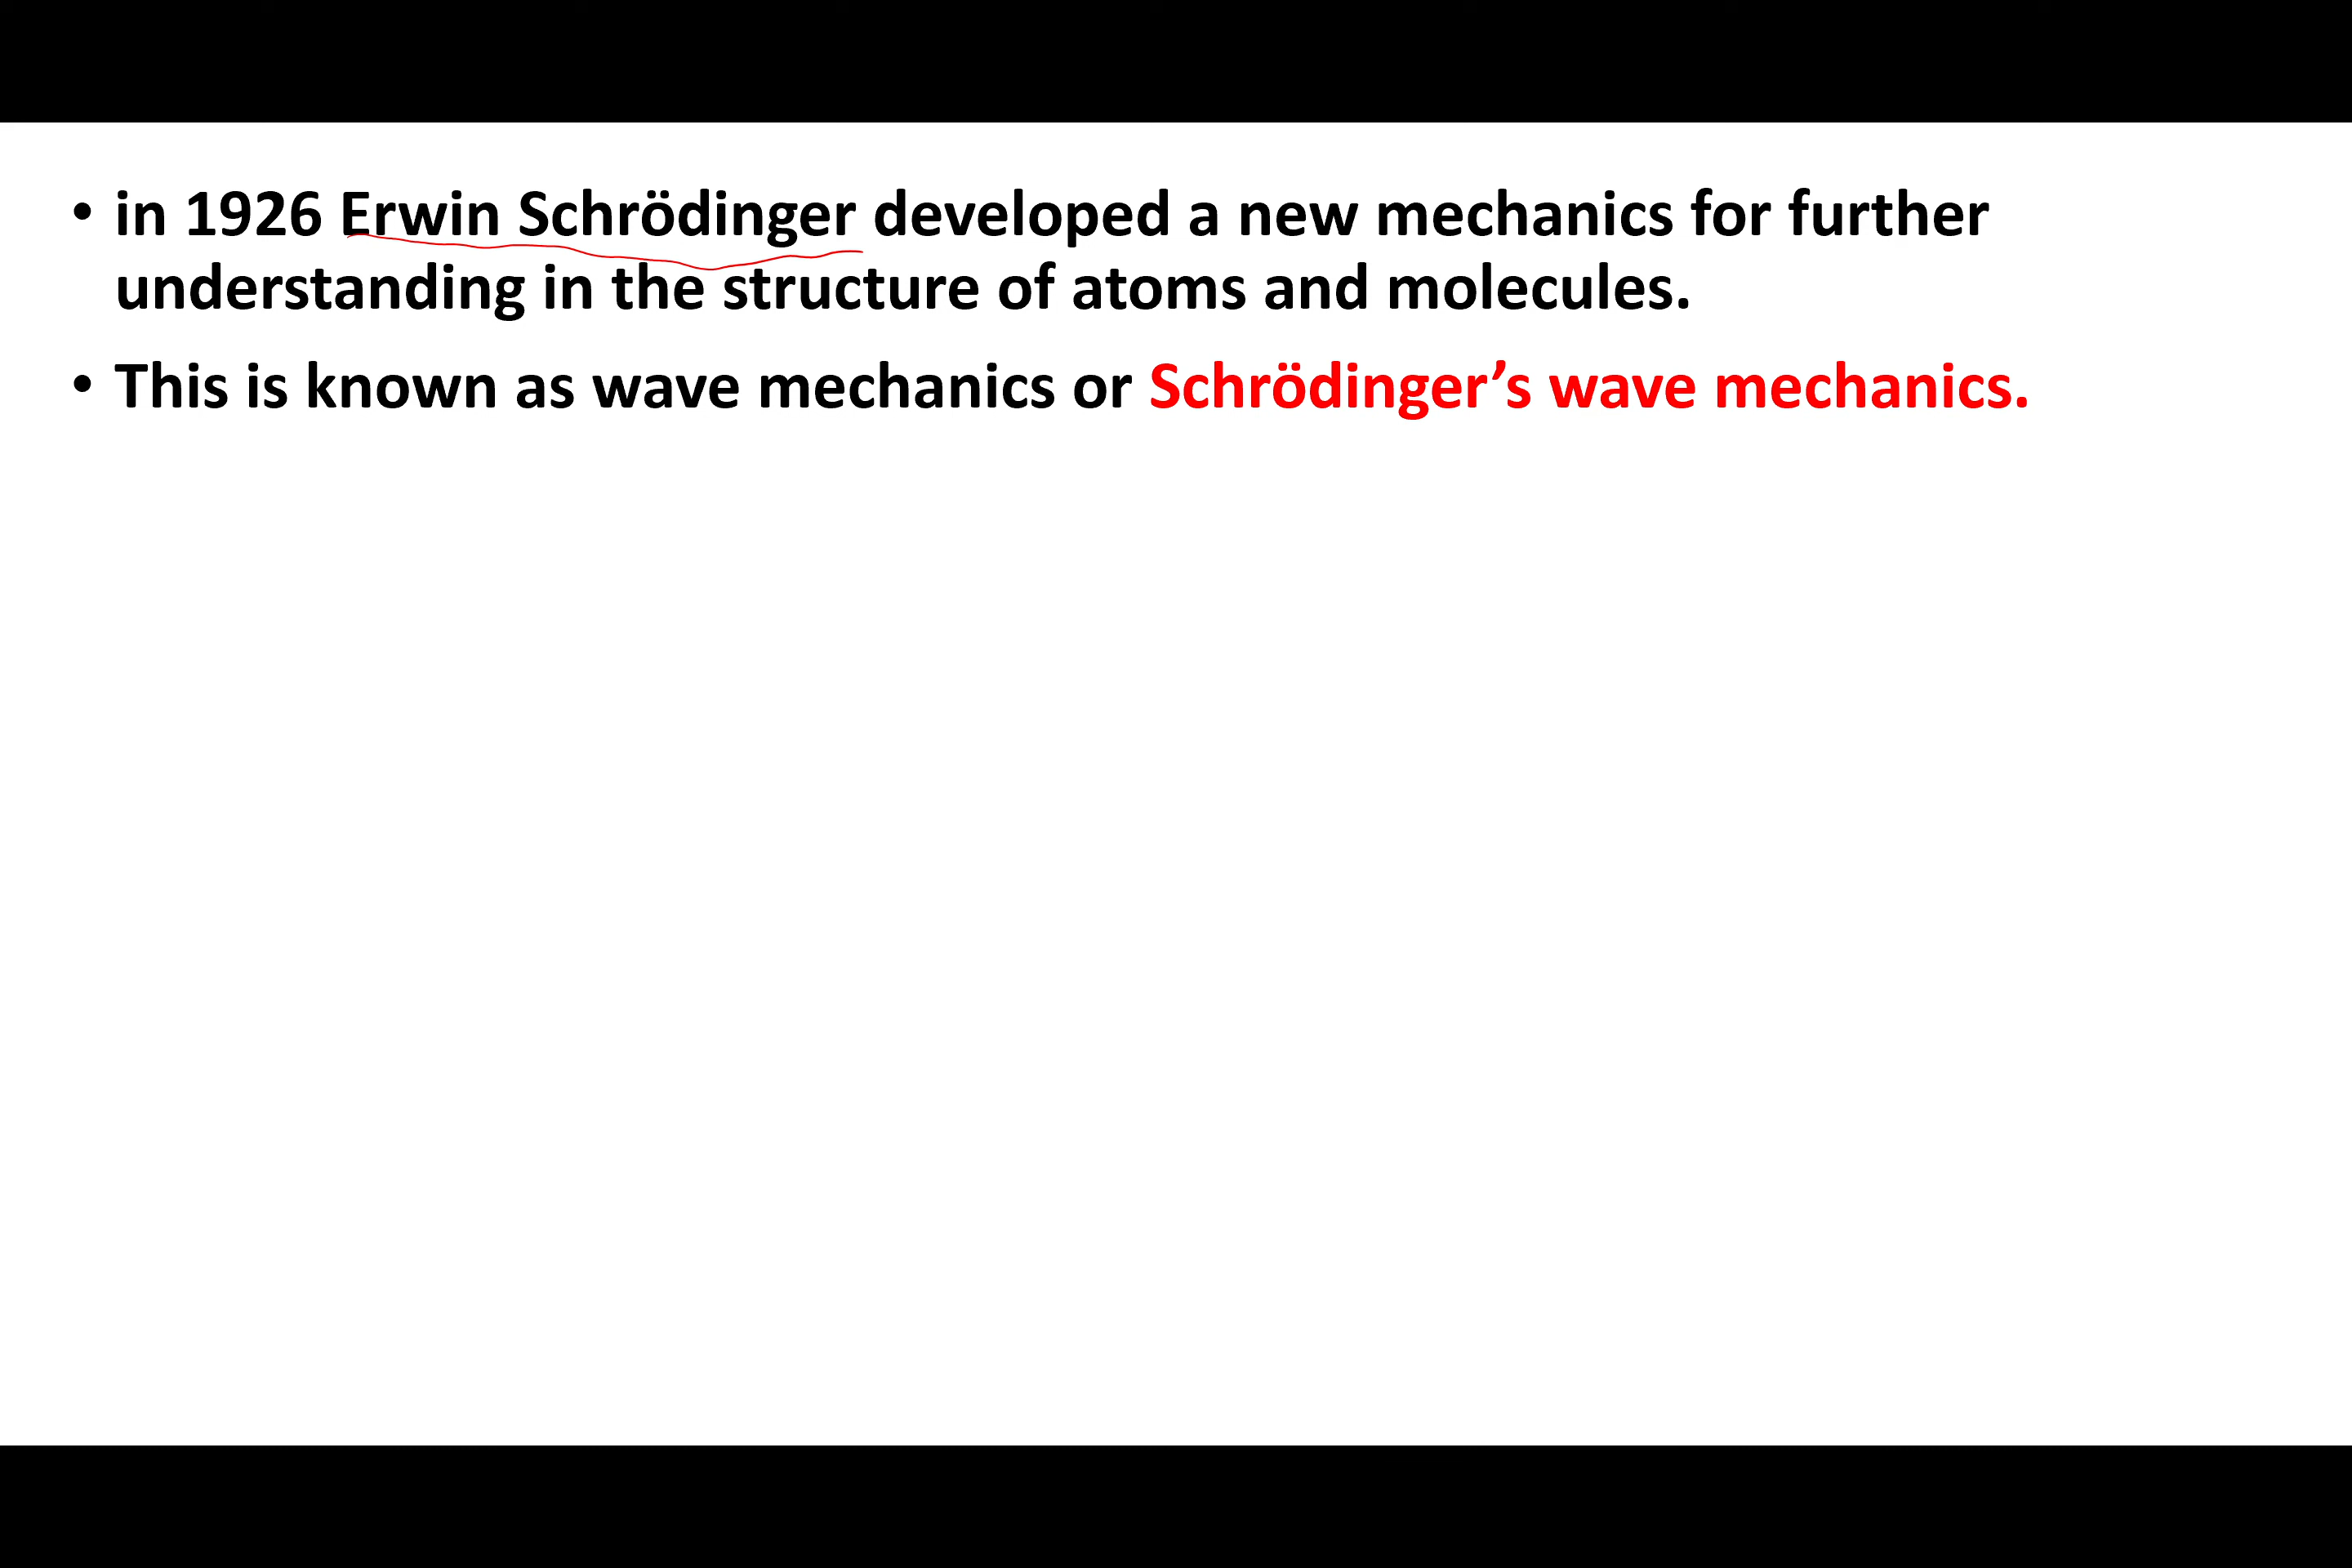 • in 1926 Erwin Schrödinger developed a new mechanics for further
understanding in the structure of atoms and molecules.
• This is known as wave mechanics or Schrödinger’s wave mechanics.